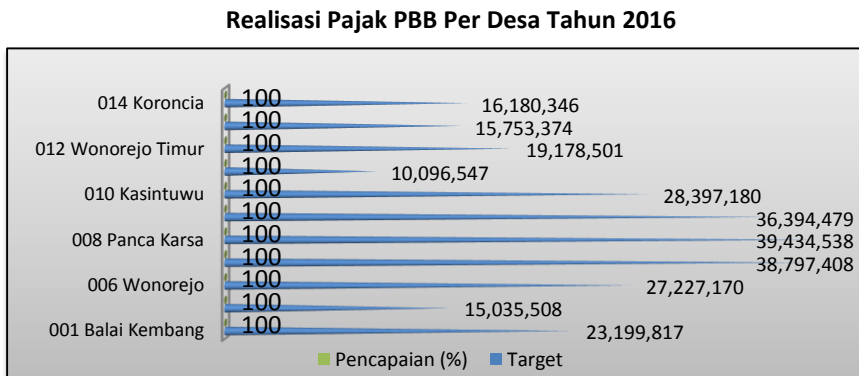 Realisasi Pajak PBB Per Desa Tahun 2016
014 Koroncia 100 16,180,346
100 15,753,374
012 Wonorejo Timur 100 19,178,501
100 10,096,547
010 Kasintuwu 100 28,397,180
100 36,394,479
008 Panca Karsa 100 39,434,538
100 38,797,408
006 Wonorejo 100 27,227,170
100 15,035,508
001 Balai Kembang 100 23,199,817
Pencapaian (%) Target